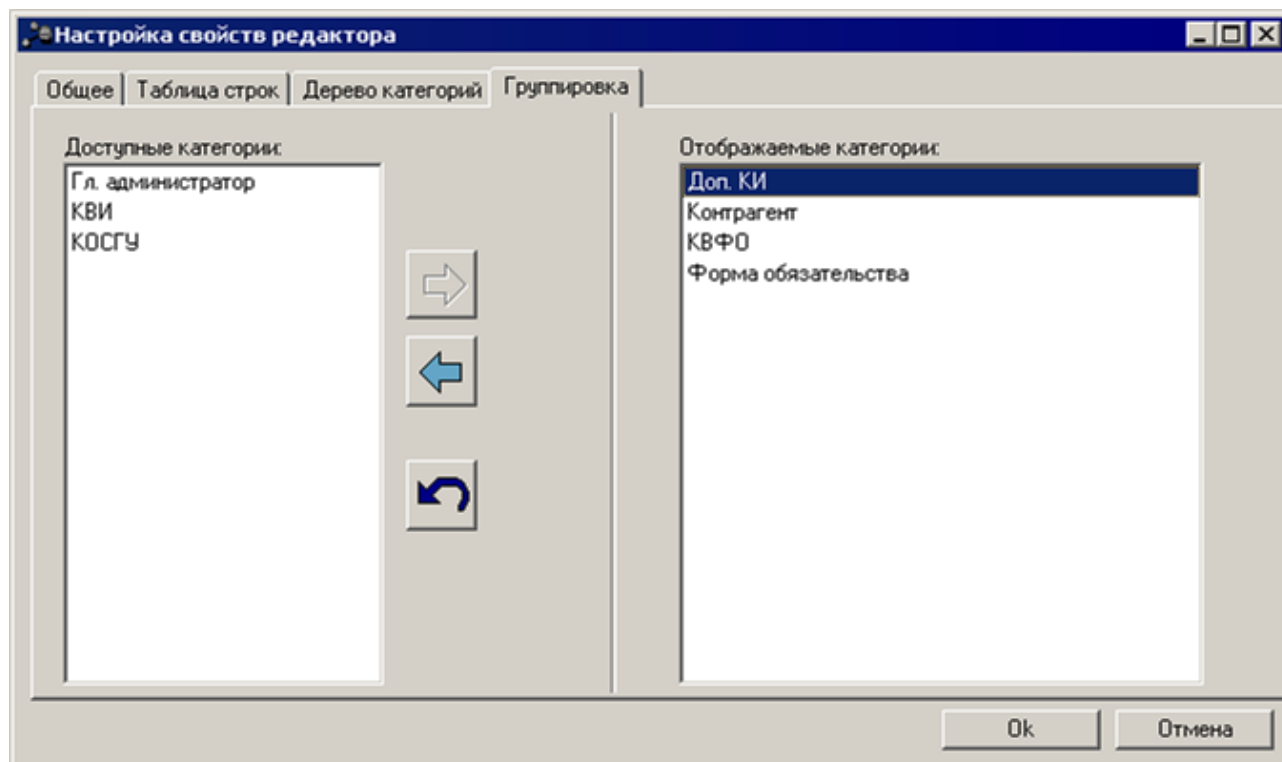 Настройка свойств редактора
Общее Таблица строк Дерево категорий Группировка
Доступные категории:
Гл. администратор
КВИ
КОСГУ
Отображаемые категории:
Доп. КИ
Контрагент
КВФО
Форма обязательства
Ok Отмена